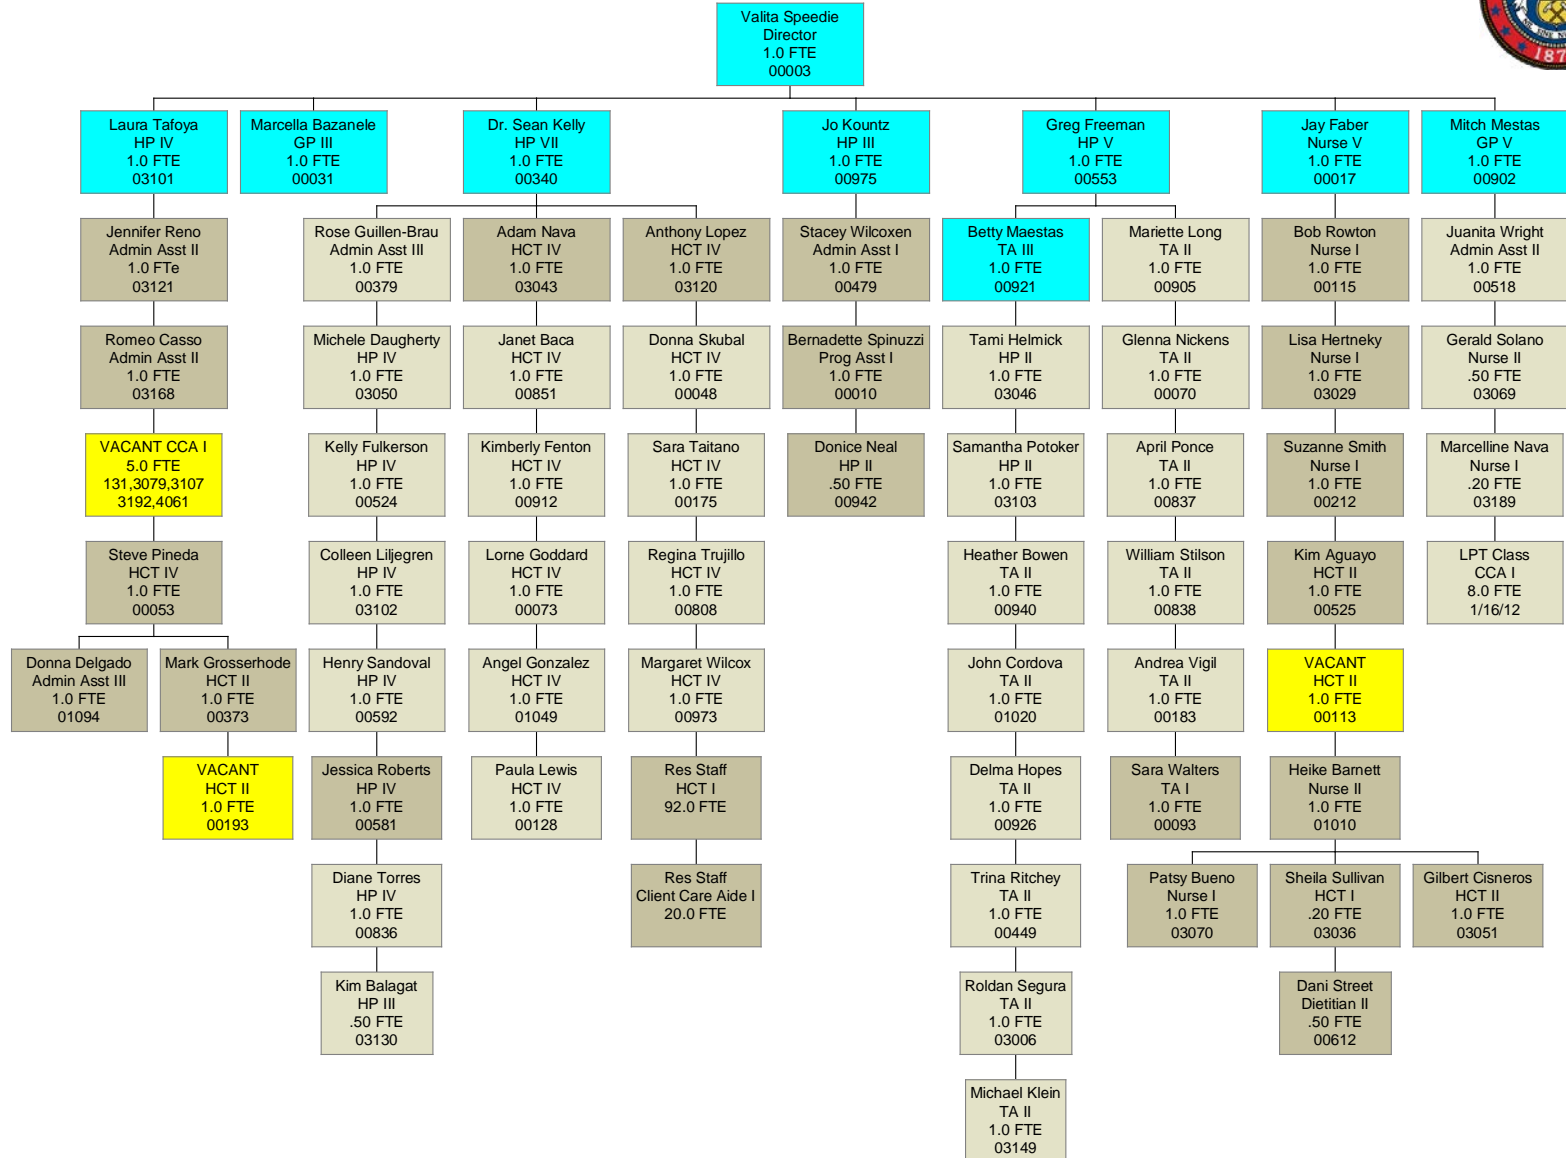 Valita Speedie
Director
1.0 FTE
00003
187
Laura Tafoya
HP IV
1.0 FTE
03101
Marcella Bazanele
GP III
1.0 FTE
00031
Dr. Sean Kelly
HP VII
1.0 FTE
00340
Jo Kountz
HP III
1.0 FTE
00975
Greg Freeman
HP V
1.0 FTE
00553
Jay Faber
Nurse V
1.0 FTE
00017
Mitch Mestas
GP V
1.0 FTE
00902
Jennifer Reno
Admin Asst II
1.0 FTe
03121
Rose Guillen-Brau
Admin Asst III
1.0 FTE
00379
Adam Nava
HCT IV
1.0 FTE
03043
Anthony Lopez
HCT IV
1.0 FTE
03120
Stacey Wilcoxen
Admin Asst I
1.0 FTE
00479
Betty Maestas
TA III
1.0 FTE
00921
Mariette Long
TA II
1.0 FTE
00905
Bob Rowton
Nurse I
1.0 FTE
00115
Juanita Wright
Admin Asst II
1.0 FTE
00518
Romeo Casso
Admin Asst II
1.0 FTE
03168
Michele Daugherty
HP IV
1.0 FTE
03050
Janet Baca
HCT IV
1.0 FTE
00851
Donna Skubal
HCT IV
1.0 FTE
00048
Bernadette Spinuzzi
Prog Asst I
1.0 FTE
00010
Tami Helmick
HP II
1.0 FTE
03046
Glenna Nickens
TA II
1.0 FTE
00070
Lisa Hertneky
Nurse I
1.0 FTE
03029
Gerald Solano
Nurse II
.50 FTE
03069
VACANT CCA I
5.0 FTE
131,3079,3107
3192,4061
Kelly Fulkerson
HP IV
1.0 FTE
00524
Kimberly Fenton
HCT IV
1.0 FTE
00912
Sara Taitano
HCT IV
1.0 FTE
00175
Donice Neal
HP II
.50 FTE
00942
Samantha Potoker
HP II
1.0 FTE
03103
April Ponce
TA II
1.0 FTE
00837
Suzanne Smith
Nurse I
1.0 FTE
00212
Marcelline Nava
Nurse I
.20 FTE
03189
Steve Pineda
HCT IV
1.0 FTE
00053
Colleen Liljegren
HP IV
1.0 FTE
03102
Lorne Goddard
HCT IV
1.0 FTE
00073
Regina Trujillo
HCT IV
1.0 FTE
00808
Heather Bowen
TA II
1.0 FTE
00940
William Stilson
TA II
1.0 FTE
00838
Kim Aguayo
HCT II
1.0 FTE
00525
LPT Class
CCA I
8.0 FTE
1/16/12
Donna Delgado
Admin Asst III
1.0 FTE
01094
Mark Grosserhode
HCT II
1.0 FTE
00373
Henry Sandoval
HP IV
1.0 FTE
00592
Angel Gonzalez
HCT IV
1.0 FTE
01049
Margaret Wilcox
HCT IV
1.0 FTE
00973
John Cordova
TA II
1.0 FTE
01020
Andrea Vigil
TA II
1.0 FTE
00183
VACANT
HCT II
1.0 FTE
00113
VACANT
HCT II
1.0 FTE
00193
Jessica Roberts
HP IV
1.0 FTE
00581
Paula Lewis
HCT IV
1.0 FTE
00128
Res Staff
HCT I
92.0 FTE
Delma Hopes
TA II
1.0 FTE
00926
Sara Walters
TA I
1.0 FTE
00093
Heike Barnett
Nurse II
1.0 FTE
01010
Diane Torres
HP IV
1.0 FTE
00836
Res Staff
Client Care Aide I
20.0 FTE
Trina Ritchey
TA II
1.0 FTE
00449
Patsy Bueno
Nurse I
1.0 FTE
03070
Sheila Sullivan
HCT I
.20 FTE
03036
Gilbert Cisneros
HCT II
1.0 FTE
03051
Kim Balagat
HP III
.50 FTE
03130
Roldan Segura
TA II
1.0 FTE
03006
Dani Street
Dietitian II
.50 FTE
00612
Michael Klein
TA II
1.0 FTE
03149